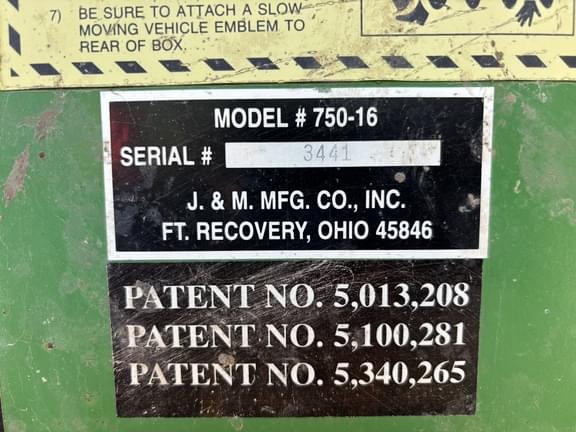 7) BE SURE TO ATTACH A SLOW
MOVING VEHICLE EMBLEM TO
REAR OF BOX.
MODEL # 750-16
SERIAL # 3441
J. & M. MFG. CO., INC.
FT. RECOVERY, OHIO 45846
PATENT NO. 5,013,208
PATENT NO. 5,100,281
PATENT NO. 5,340,265